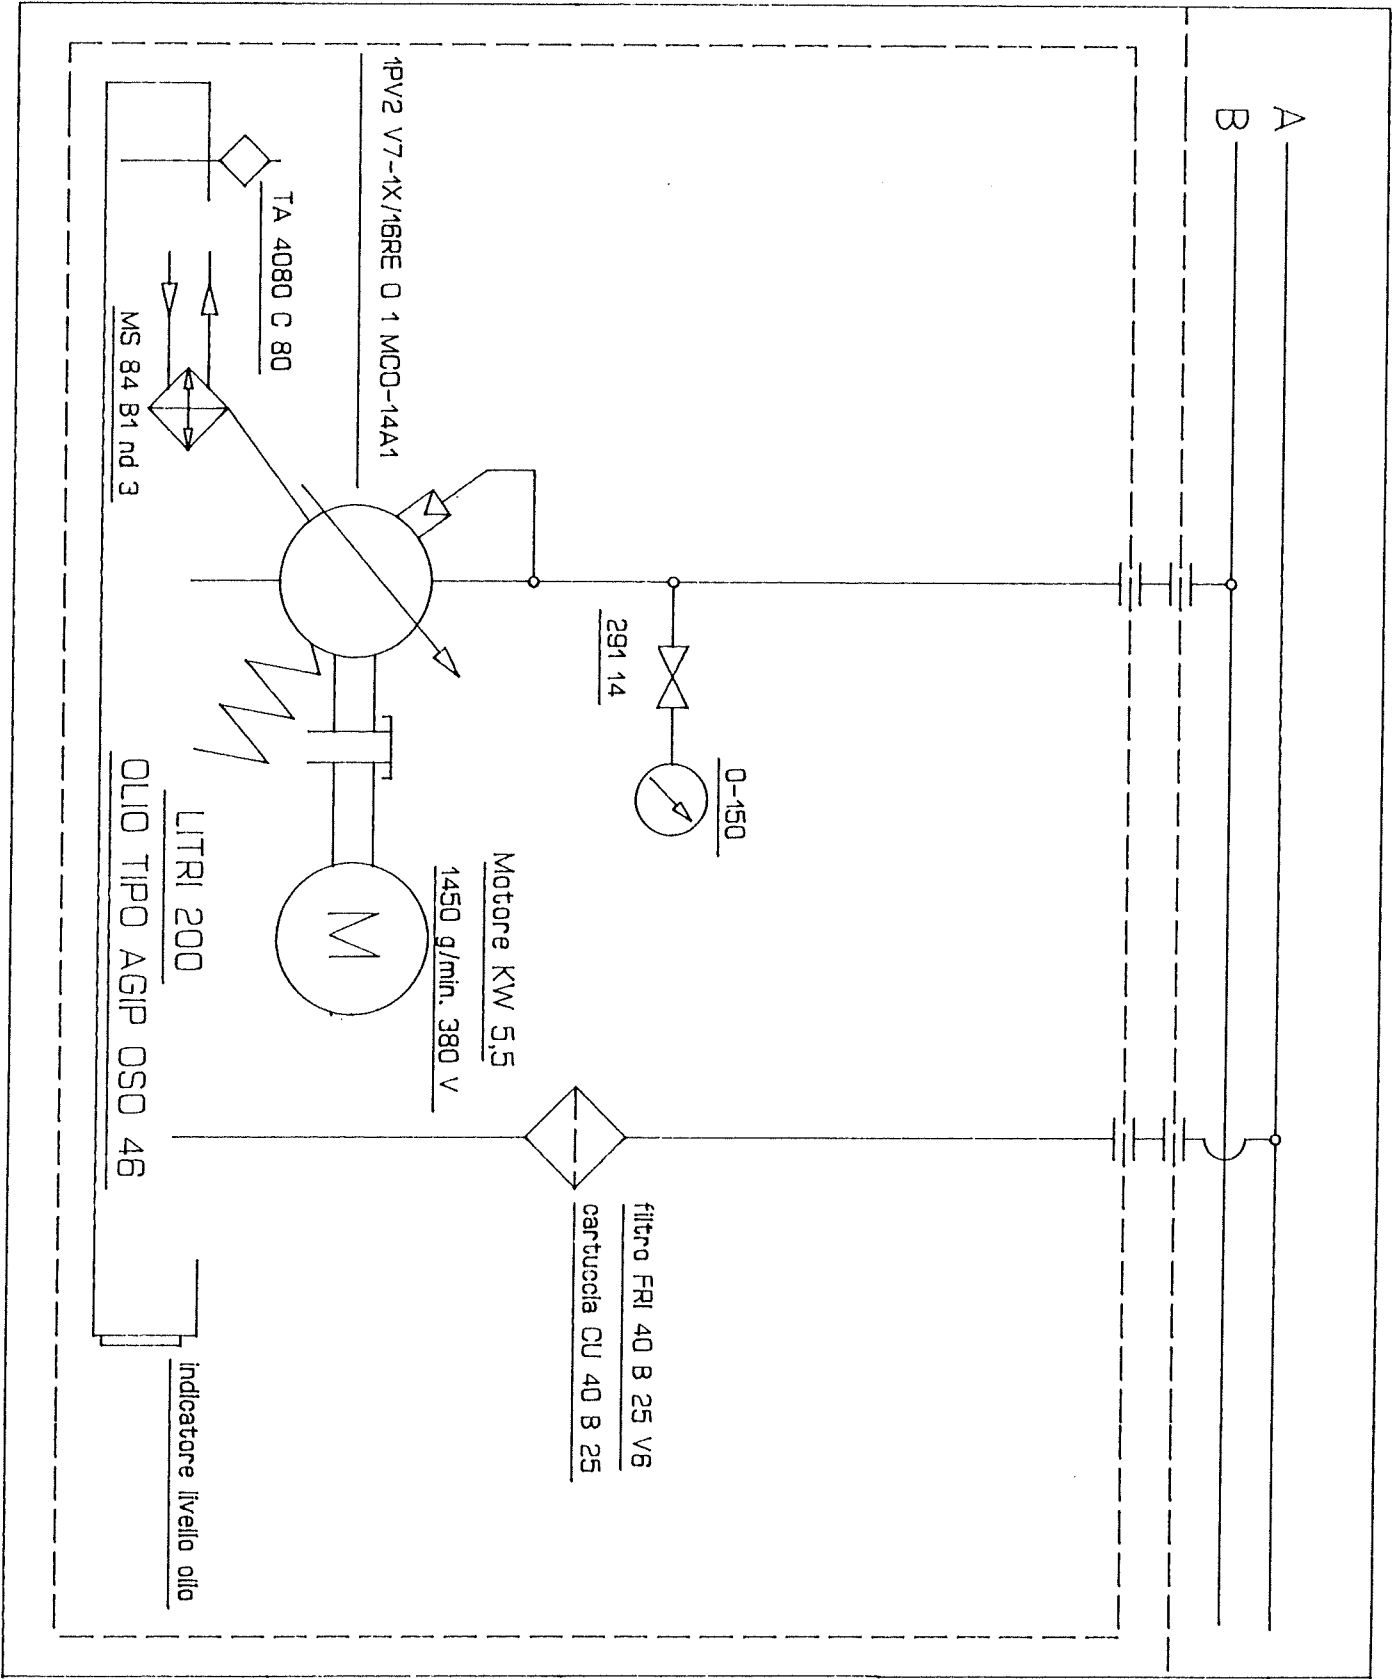 A
B
1PV2 V7-1X/16RE 0 1 MC0-14A1
TA 4080 C 80
MS 84 B1 nd 3
291 14
0-150
Motore KW 5,5
1450 g/min. 380 V
M
LITRI 200
OLIO TIPO AGIP OSO 46
filtro FRI 40 B 25 V6
cartuccia CU 40 B 25
indicatore livello olio